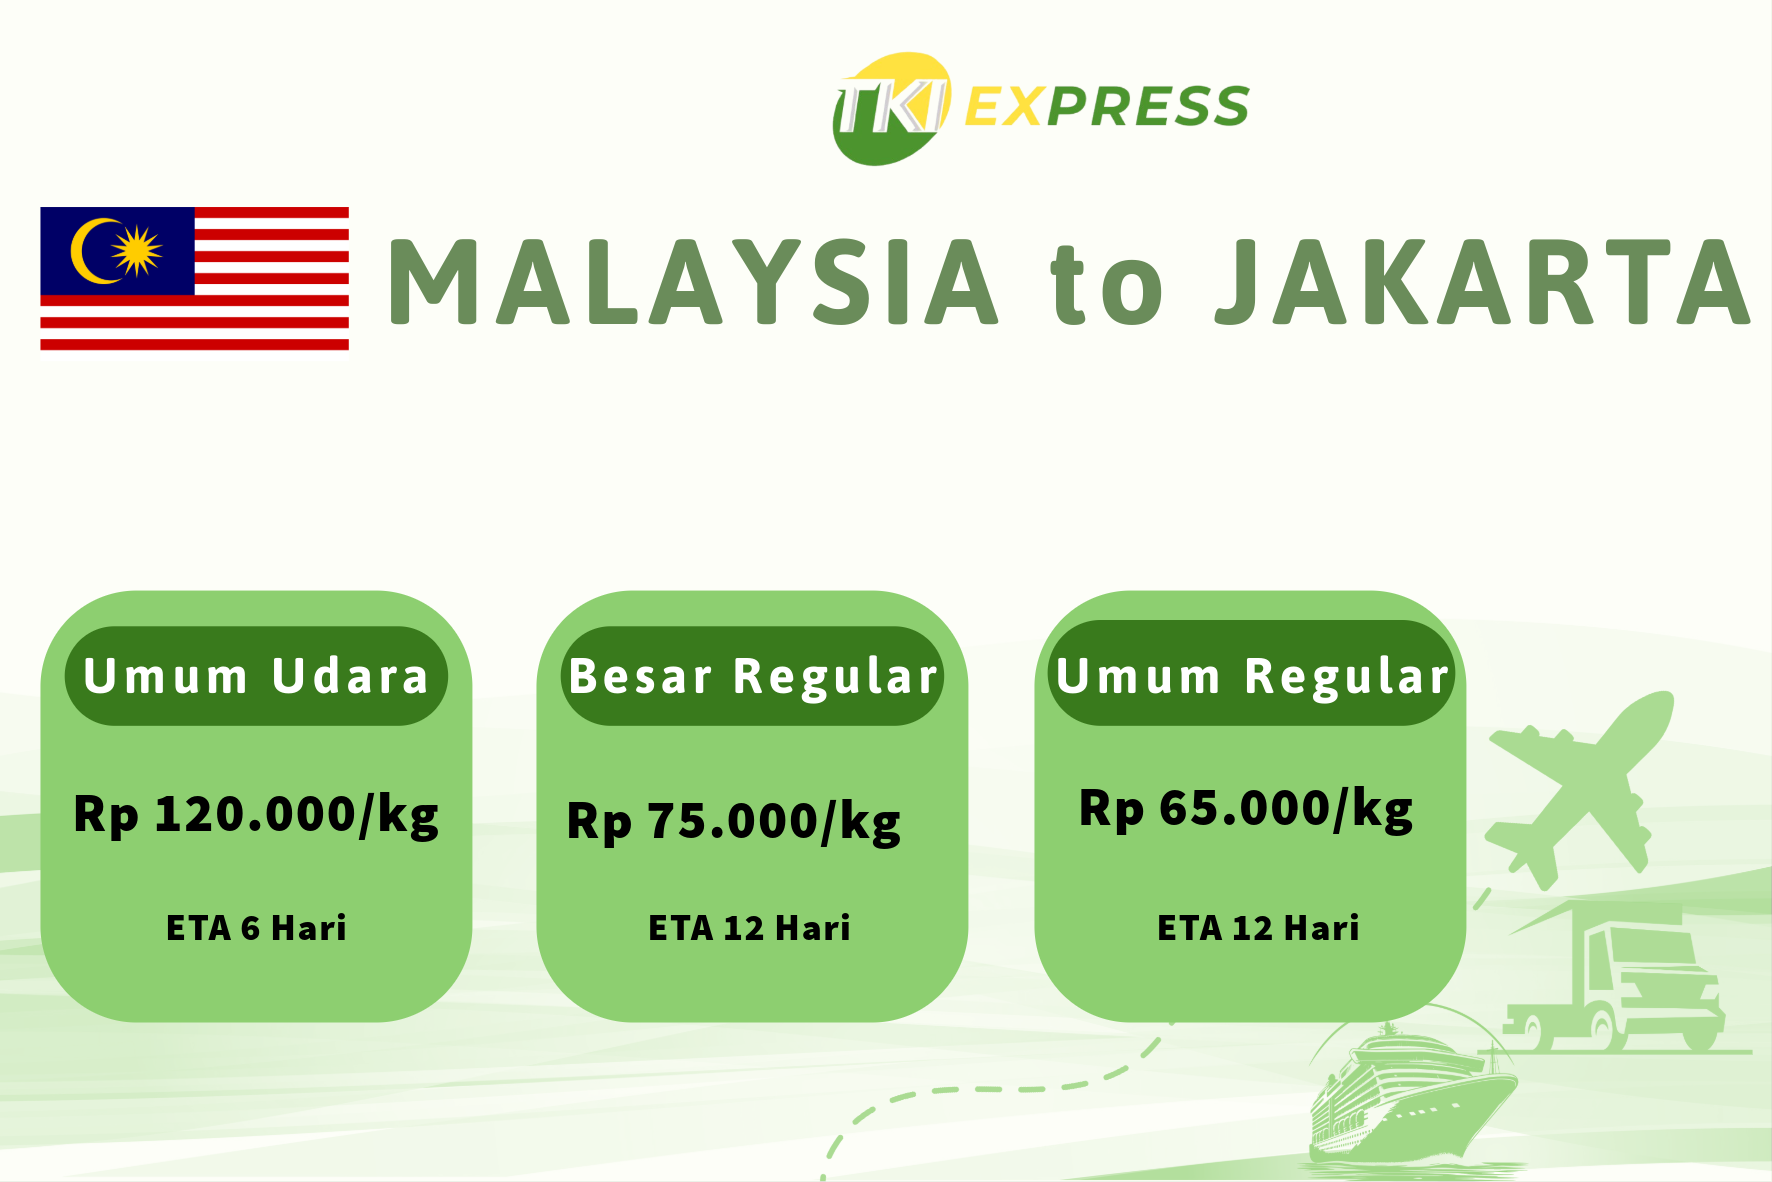 TKI EXPRESS
MALAYSIA to JAKARTA
Umum Udara
Rp 120.000/kg
ETA 6 Hari
Besar Regular
Rp 75.000/kg
ETA 12 Hari
Umum Regular
Rp 65.000/kg
ETA 12 Hari